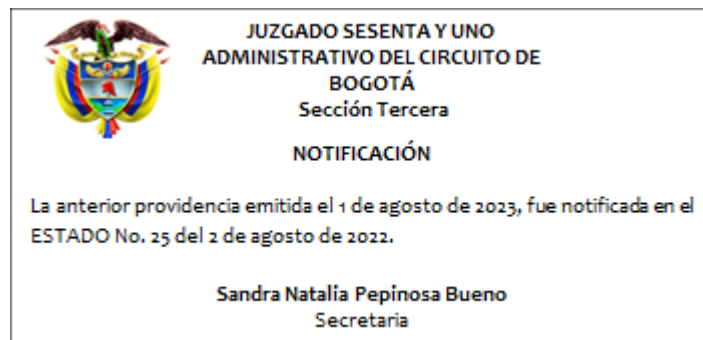 JUZGADO SESENTA Y UNO
ADMINISTRATIVO DEL CIRCUITO DE
BOGOTÁ
Sección Tercera
NOTIFICACIÓN
La anterior providencia emitida el 1 de agosto de 2023, fue notificada en el
ESTADO No. 25 del 2 de agosto de 2022.
Sandra Natalia Pepinosa Bueno
Secretaria